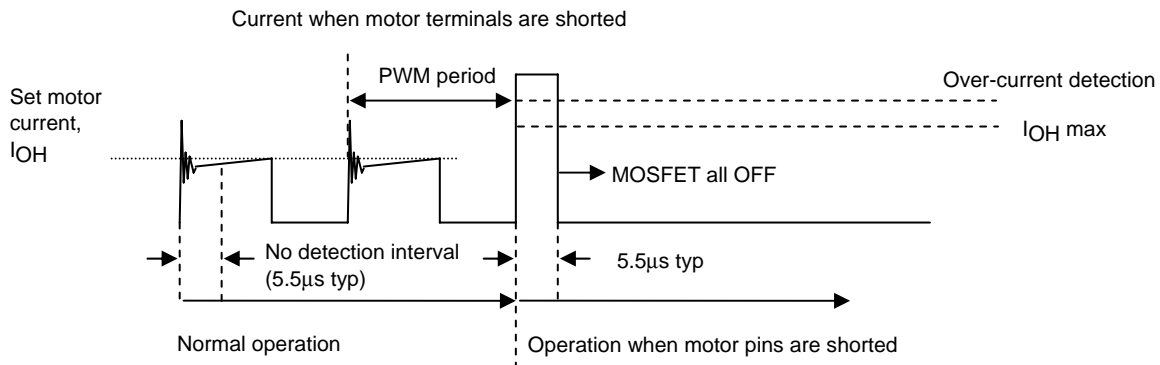 Current when motor terminals are shorted
PWM period
Over-current detection
Set motor
current,
IOH
IOH max
MOSFET all OFF
No detection interval
(5.5μs typ)
5.5μs typ
Normal operation
Operation when motor pins are shorted